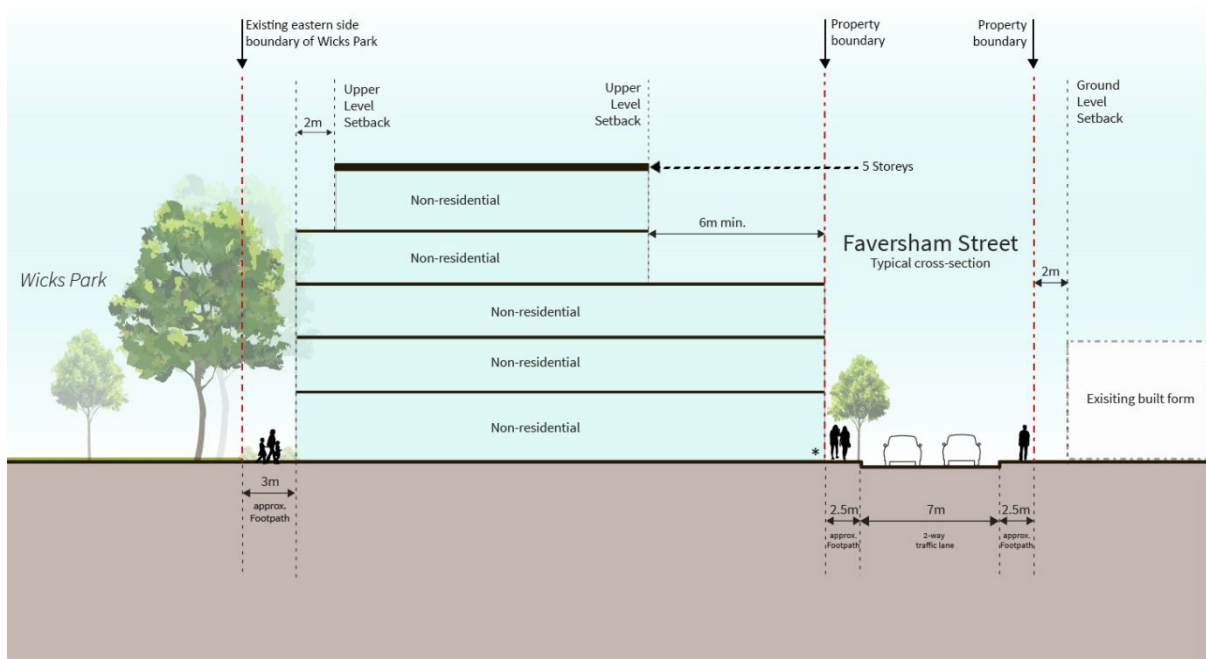 Existing eastern side
boundary of Wicks Park
Property
boundary
Property
boundary
Upper
Level
Setback
Upper
Level
Setback
Ground
Level
Setback
2m
5 Storeys
Non-residential
6m min.
Faversham Street
Typical cross-section
Non-residential
Wicks Park
2m
Non-residential
Non-residential
Exisiting built form
Non-residential
*
3m
approx.
Footpath
2.5m
approx.
Footpath
7m
2-way
traffic lane
2.5m
approx.
Footpath